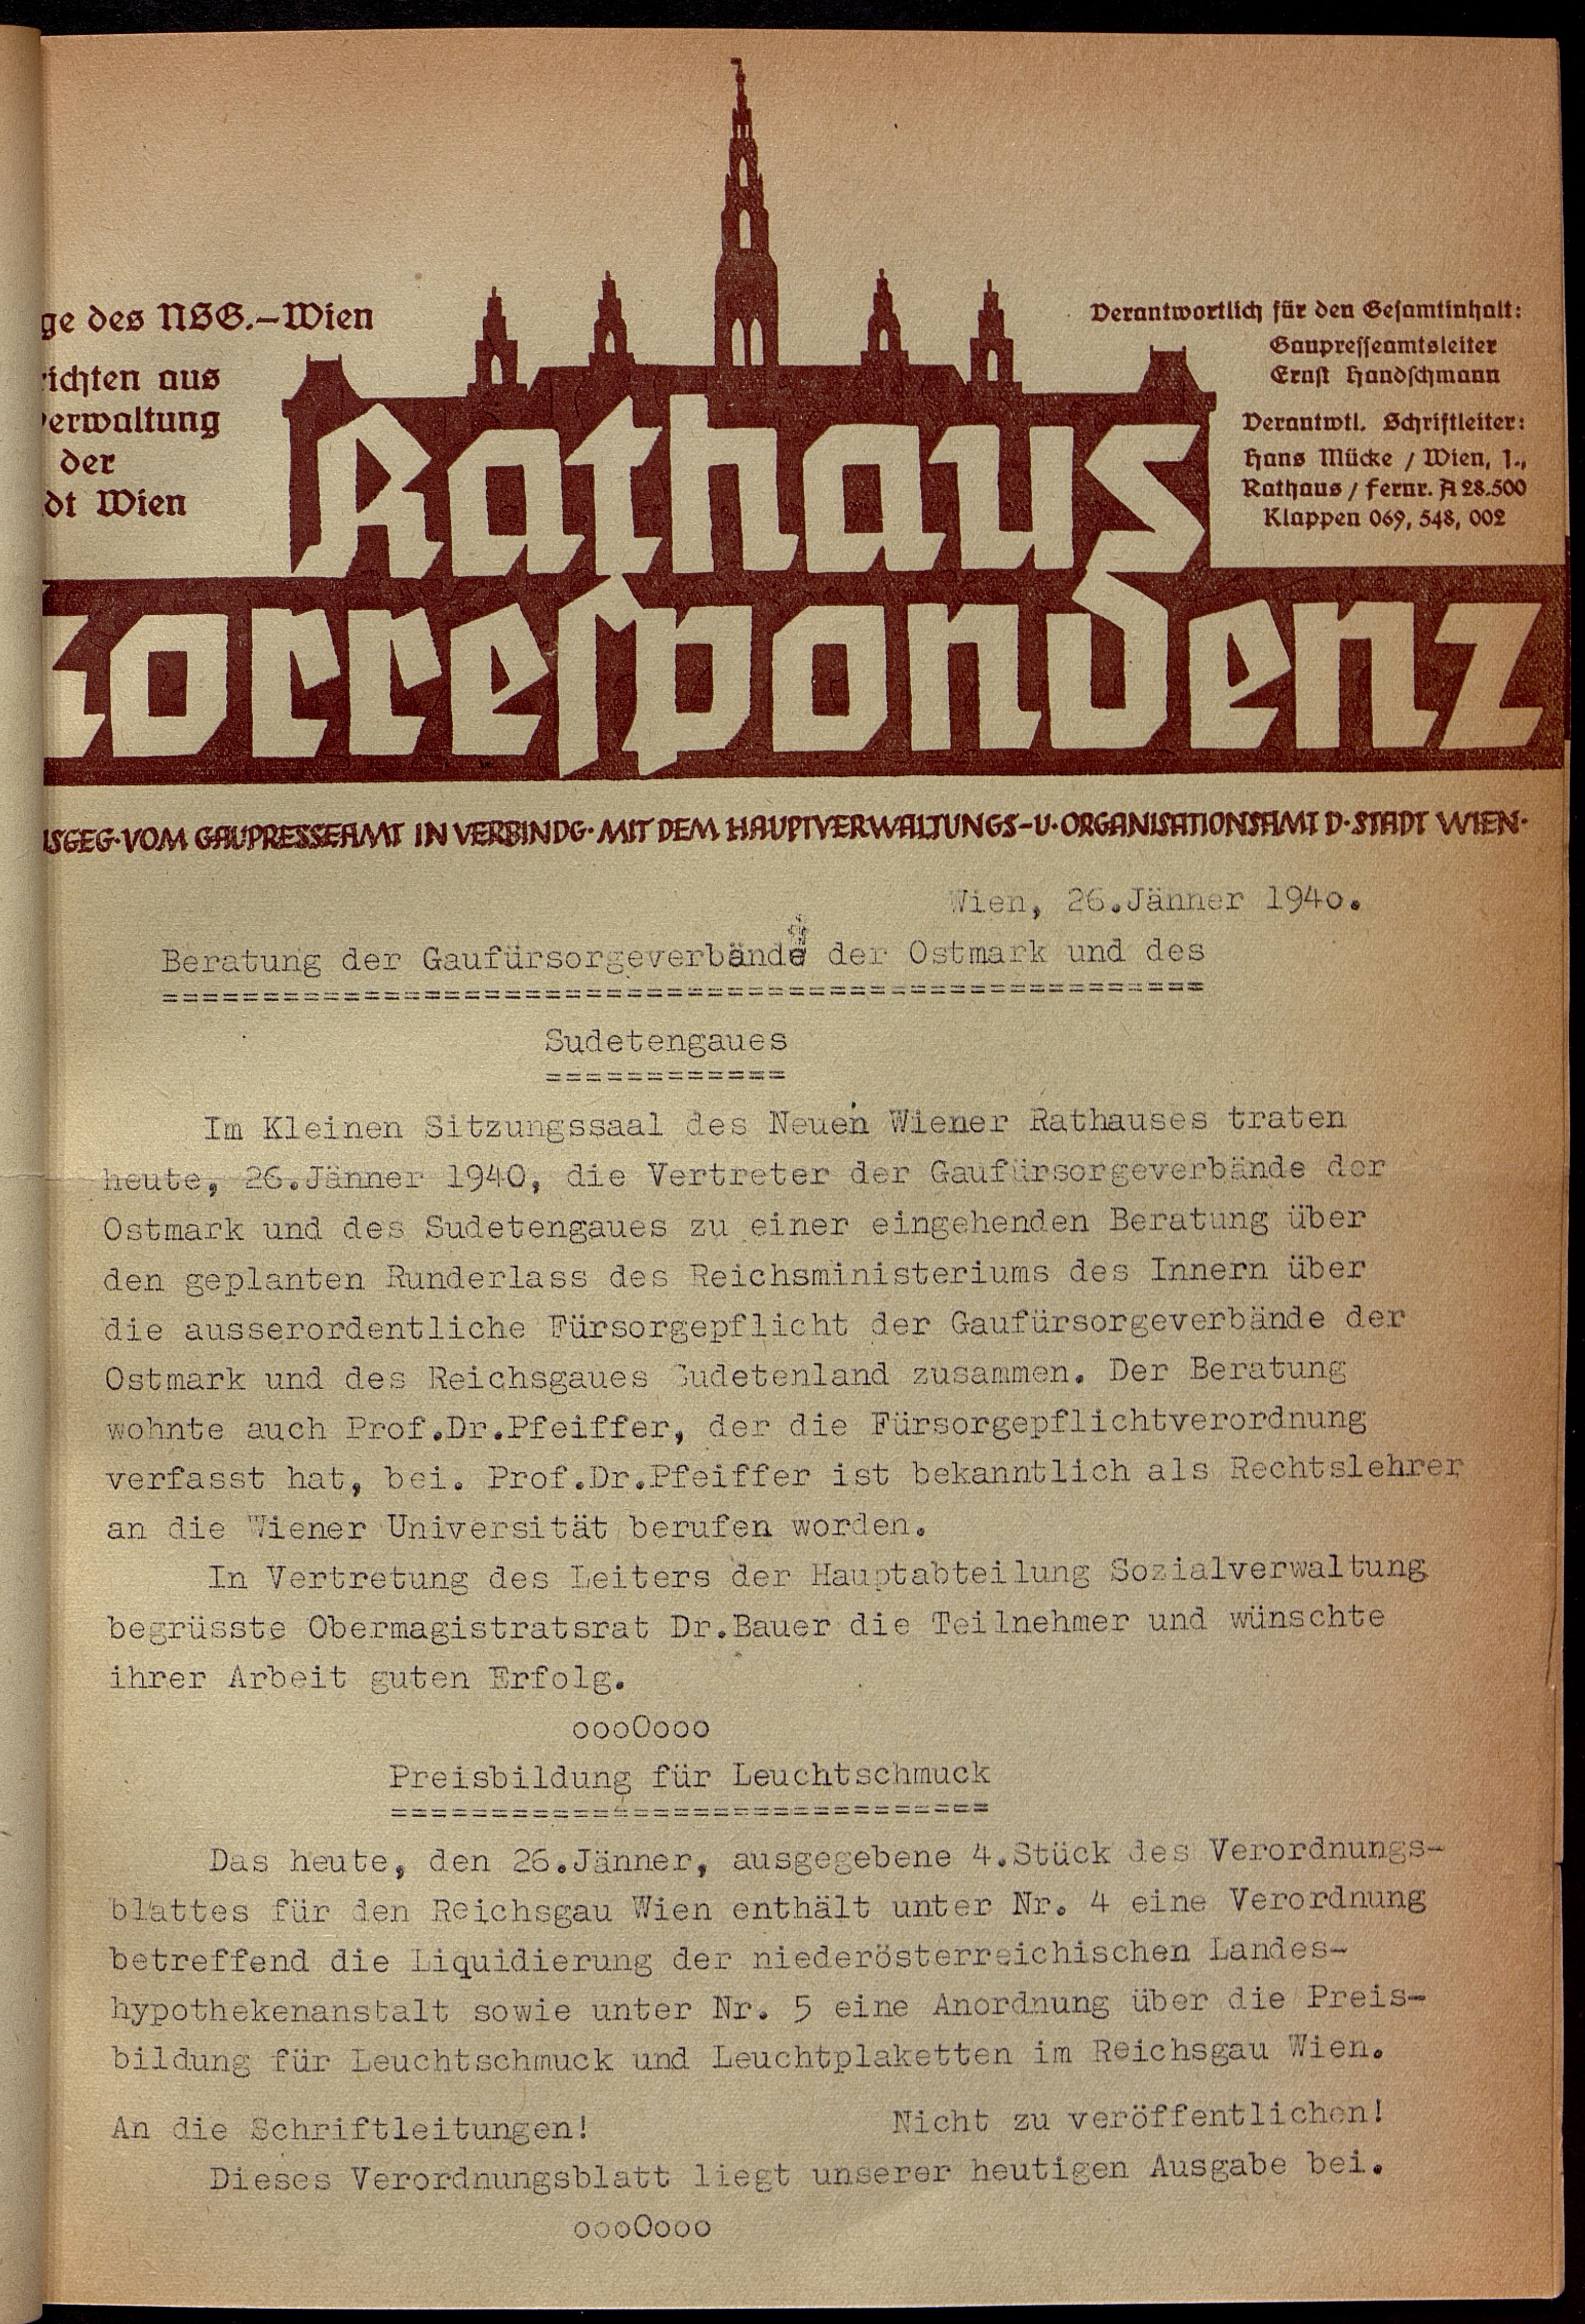 ge des NSG.-Wien
richten aus
verwaltung
der
dt Wien
Verantwortlich für den Gesamtinhalt:
Gaupresseamtsleiter
Ernst Handschmann
Verantwtl. Schriftleiter:
Hans Mücke / Wien, 1.,
Rathaus / Fernr. A 28-500
Klappen 069, 548, 002
Rathaus
Korrespondenz
USGEG·VOM GAUPRESSEAMT IN VERBINDG·MIT DEM HAUPTVERWALTUNGS-U·ORGANISATIONSAMT D·STADT WIEN·
Wien, 26.Jänner 194o.
Beratung der Gaufürsorgeverbände der Ostmark und des
====================================================
Sudetengaues
============
Im Kleinen Sitzungssaal des Neuen Wiener Rathauses traten
heute, 26.Jänner 1940, die Vertreter der Gaufürsorgeverbände der
Ostmark und des Sudetengaues zu einer eingehenden Beratung über
den geplanten Runderlass des Reichsministeriums des Innern über
die ausserordentliche Fürsorgepflicht der Gaufürsorgeverbände der
Ostmark und des Reichsgaues Sudetenland zusammen. Der Beratung
wohnte auch Prof.Dr.Pfeiffer, der die Fürsorgepflichtverordnung
verfasst hat, bei. Prof.Dr.Pfeiffer ist bekanntlich als Rechtslehrer
an die Wiener Universität berufen worden.
In Vertretung des Leiters der Hauptabteilung Sozialverwaltung
begrüsste Obermagistratsrat Dr.Bauer die Teilnehmer und wünschte
ihrer Arbeit guten Erfolg.
oooOooo
Preisbildung für Leuchtschmuck
==============================
Das heute, den 26.Jänner, ausgegebene 4.Stück des Verordnungs-
blattes für den Reichsgau Wien enthält unter Nr. 4 eine Verordnung
betreffend die Liquidierung der niederösterreichischen Landes-
hypothekenanstalt sowie unter Nr. 5 eine Anordnung über die Preis-
bildung für Leuchtschmuck und Leuchtplaketten im Reichsgau Wien.
An die Schriftleitungen! Nicht zu veröffentlichen!
Dieses Verordnungsblatt liegt unserer heutigen Ausgabe bei.
oooOooo